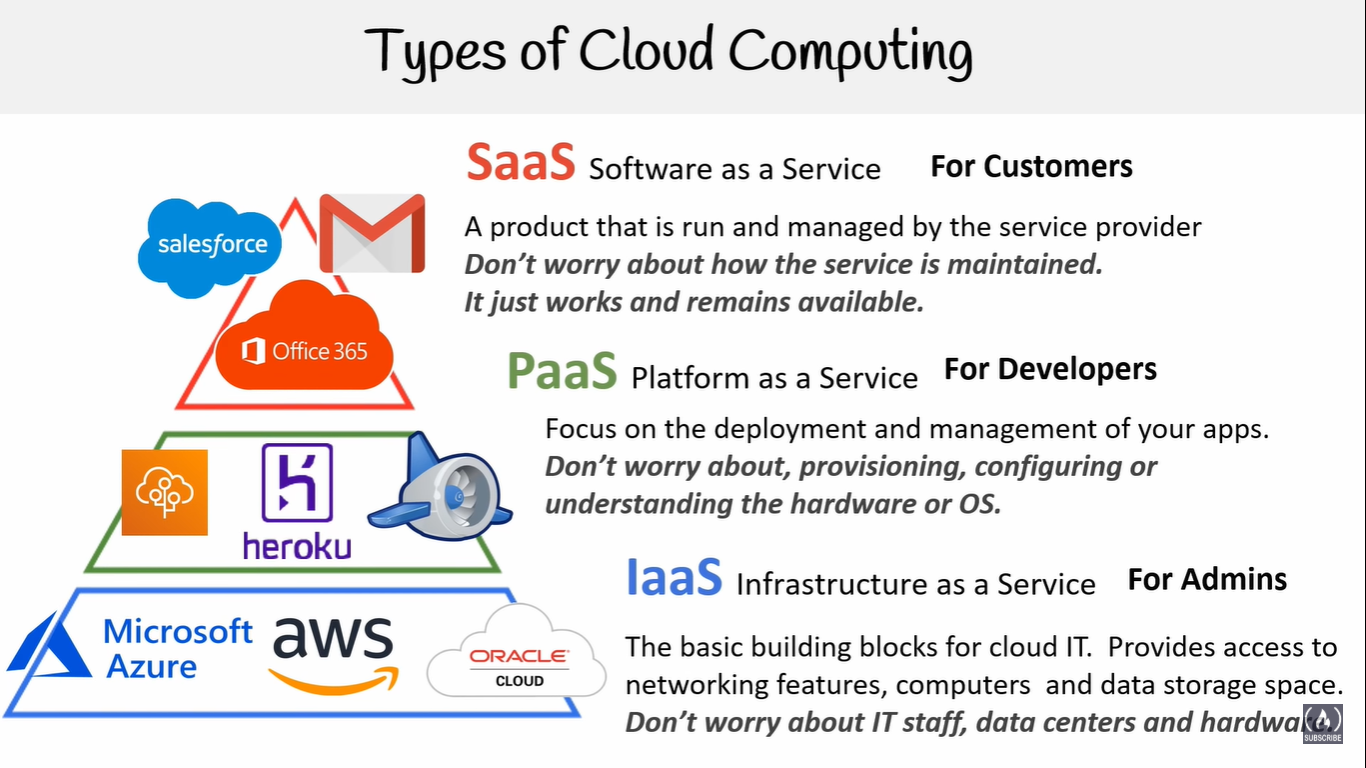 Types of Cloud Computing
SaaS Software as a Service For Customers
A product that is run and managed by the service provider
Don't worry about how the service is maintained.
It just works and remains available.
salesforce
Office 365
PaaS Platform as a Service For Developers
Focus on the deployment and management of your apps.
Don't worry about, provisioning, configuring or
understanding the hardware or OS.
heroku
IaaS Infrastructure as a Service For Admins
The basic building blocks for cloud IT. Provides access to
networking features, computers and data storage space.
Don't worry about IT staff, data centers and hardware.
Microsoft
Azure
aws
ORACLE
CLOUD
SUBSCRIBE